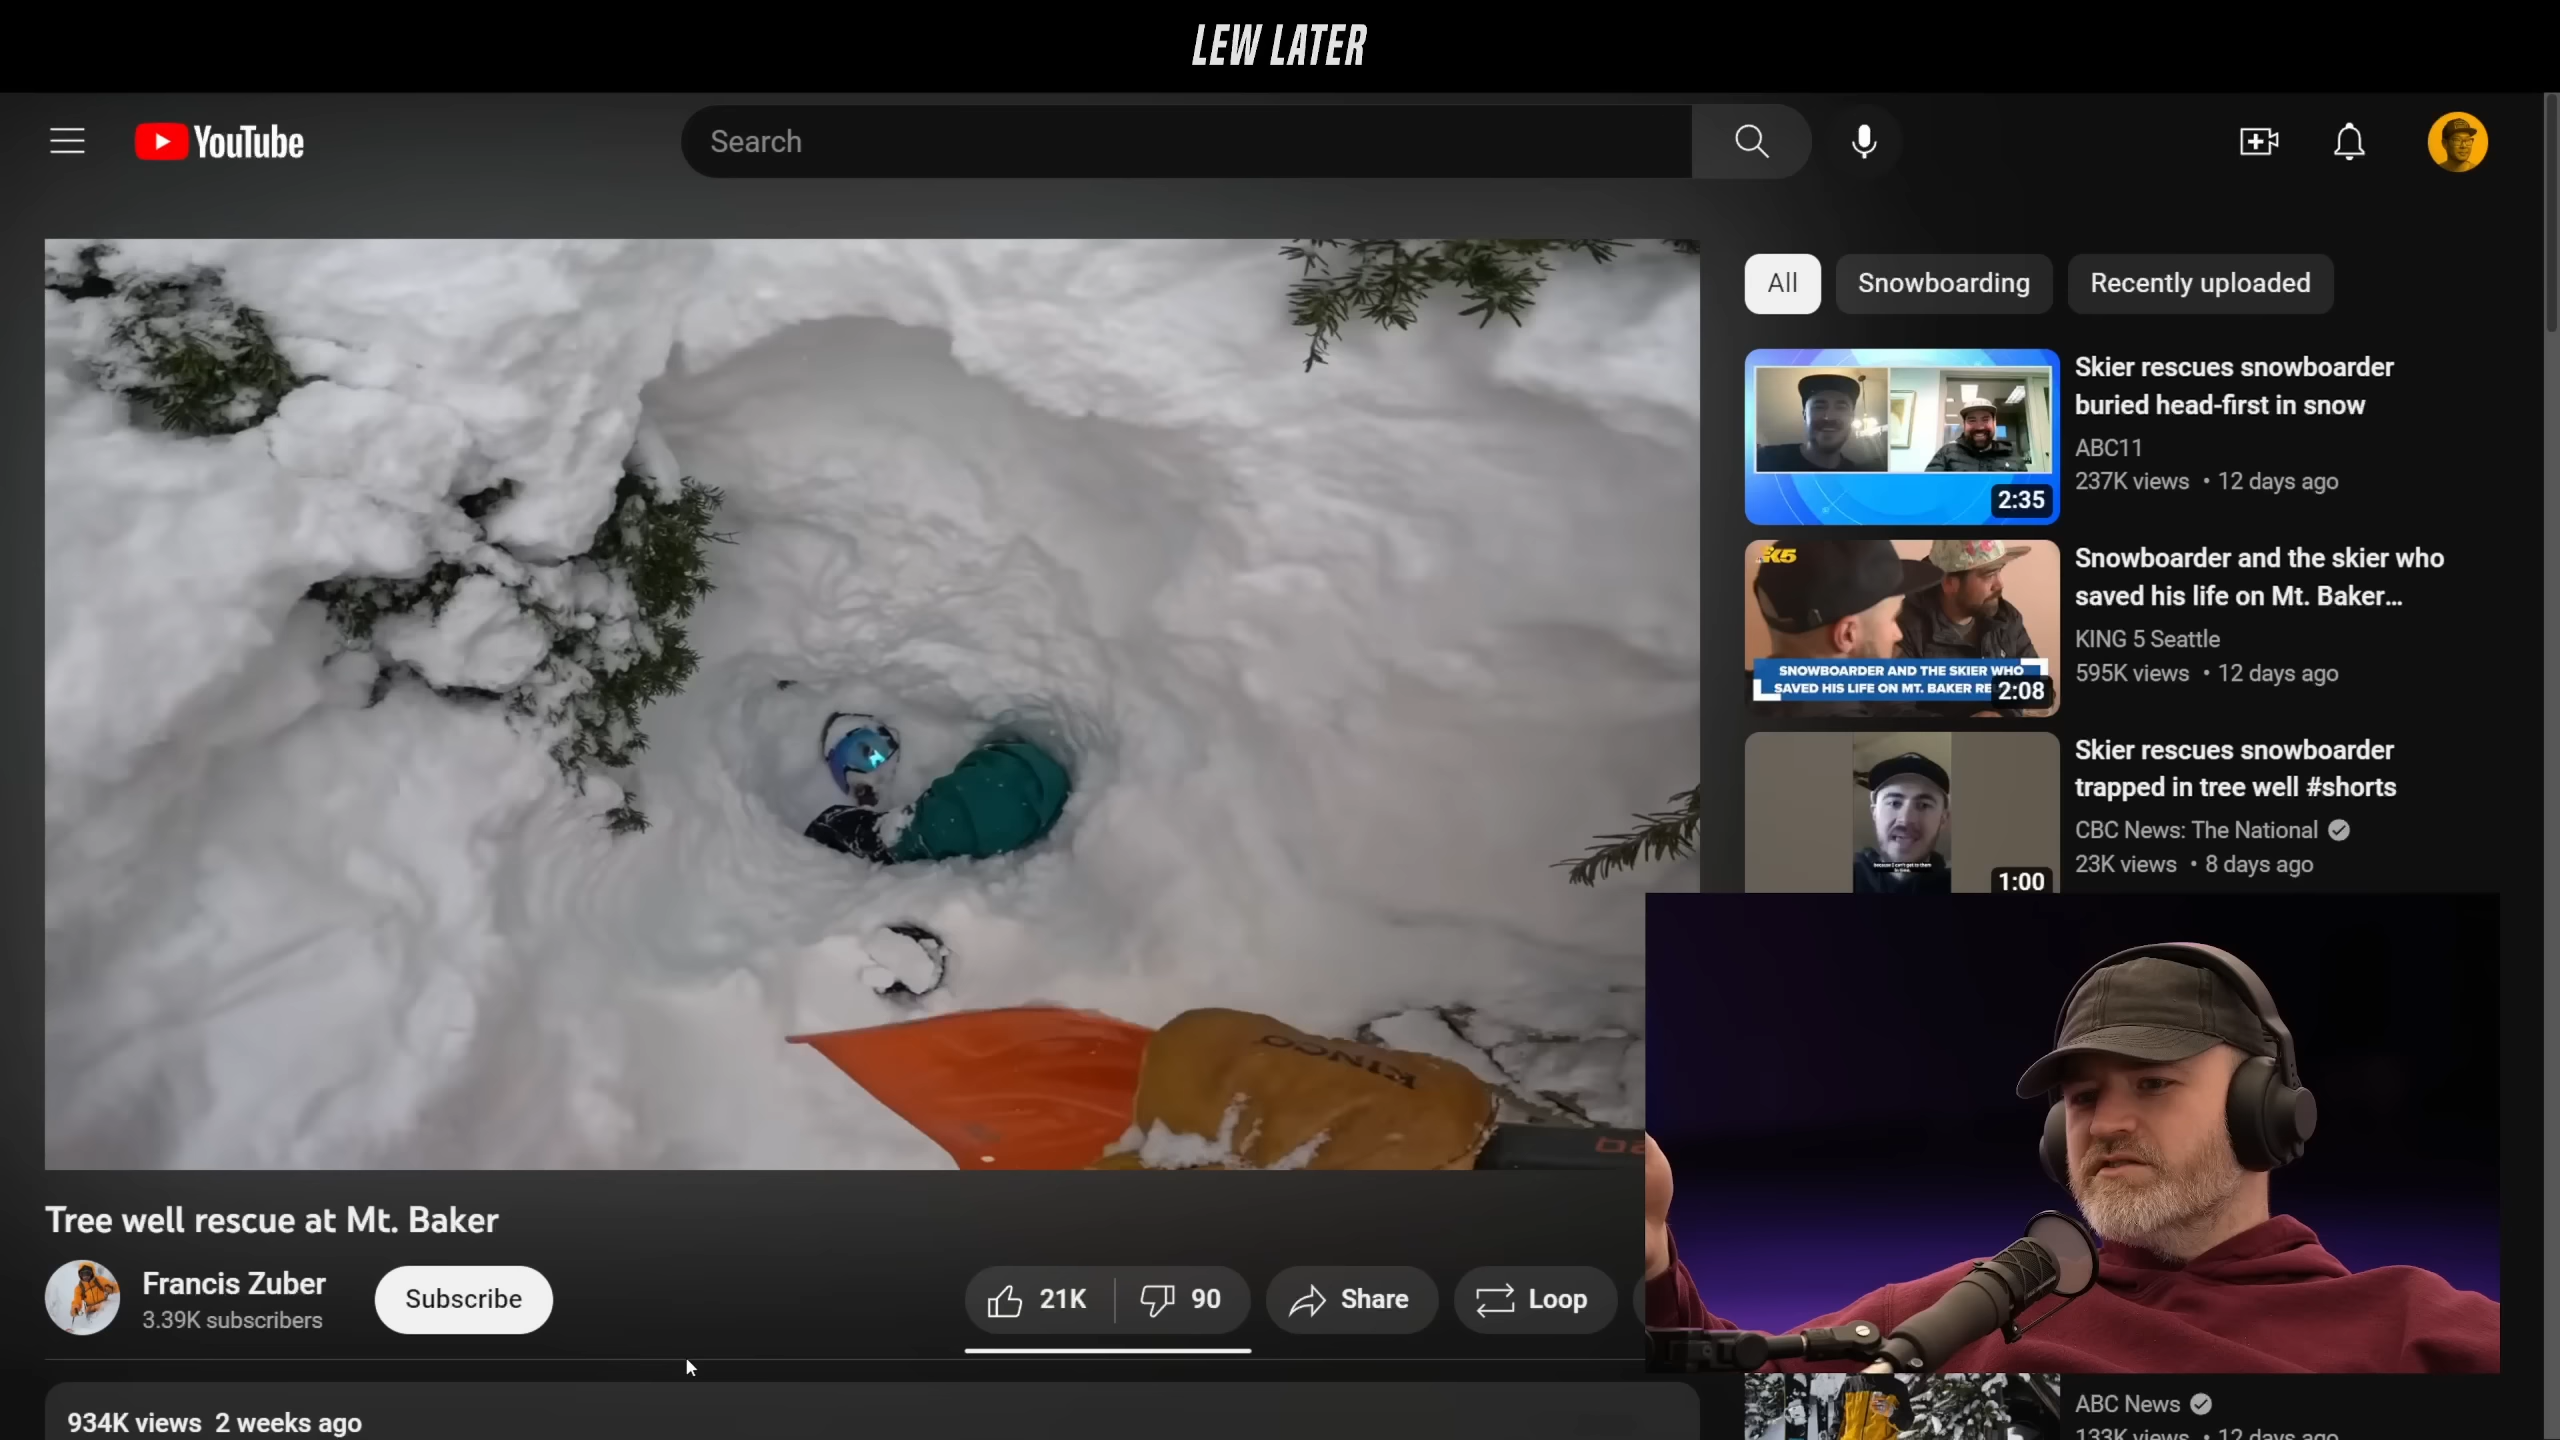 LEW LATER
YouTube
Search
All
Snowboarding
Recently uploaded
Skier rescues snowboarder
buried head-first in snow
ABC11
237K views • 12 days ago
2:35
K5
SNOWBOARDER AND THE SKIER WHO
SAVED HIS LIFE ON MT. BAKER RE
2:08
Snowboarder and the skier who
saved his life on Mt. Baker...
KING 5 Seattle
595K views • 12 days ago
Skier rescues snowboarder
trapped in tree well #shorts
CBC News: The National
23K views • 8 days ago
1:00
KINCO
Tree well rescue at Mt. Baker
Francis Zuber
3.39K subscribers
Subscribe
21K
90
Share
Loop
934K views 2 weeks ago
ABC News
133K views • 12 days ago